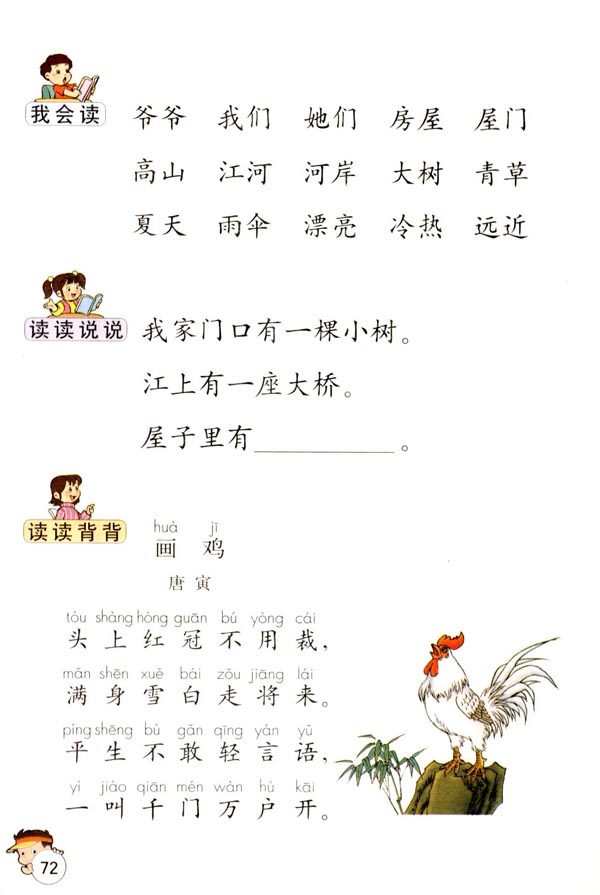 我会读
爷爷 我们 她们 房屋 屋门
高山 江河 河岸 大树 青草
夏天 雨伞 漂亮 冷热 远近
读读说说
我家门口有一棵小树。
江上有一座大桥。
屋子里有____________。
读读背背
huà jī
画 鸡
唐 寅
tóu shàng hóng guān bú yòng cái
头 上 红 冠 不 用 裁,
mǎn shēn xuě bái zǒu jiāng lái
满 身 雪 白 走 将 来。
píng shēng bù gǎn qīng yán yǔ
平 生 不 敢 轻 言 语,
yí jiào qiān mén wàn hù kāi
一 叫 千 门 万 户 开。
72